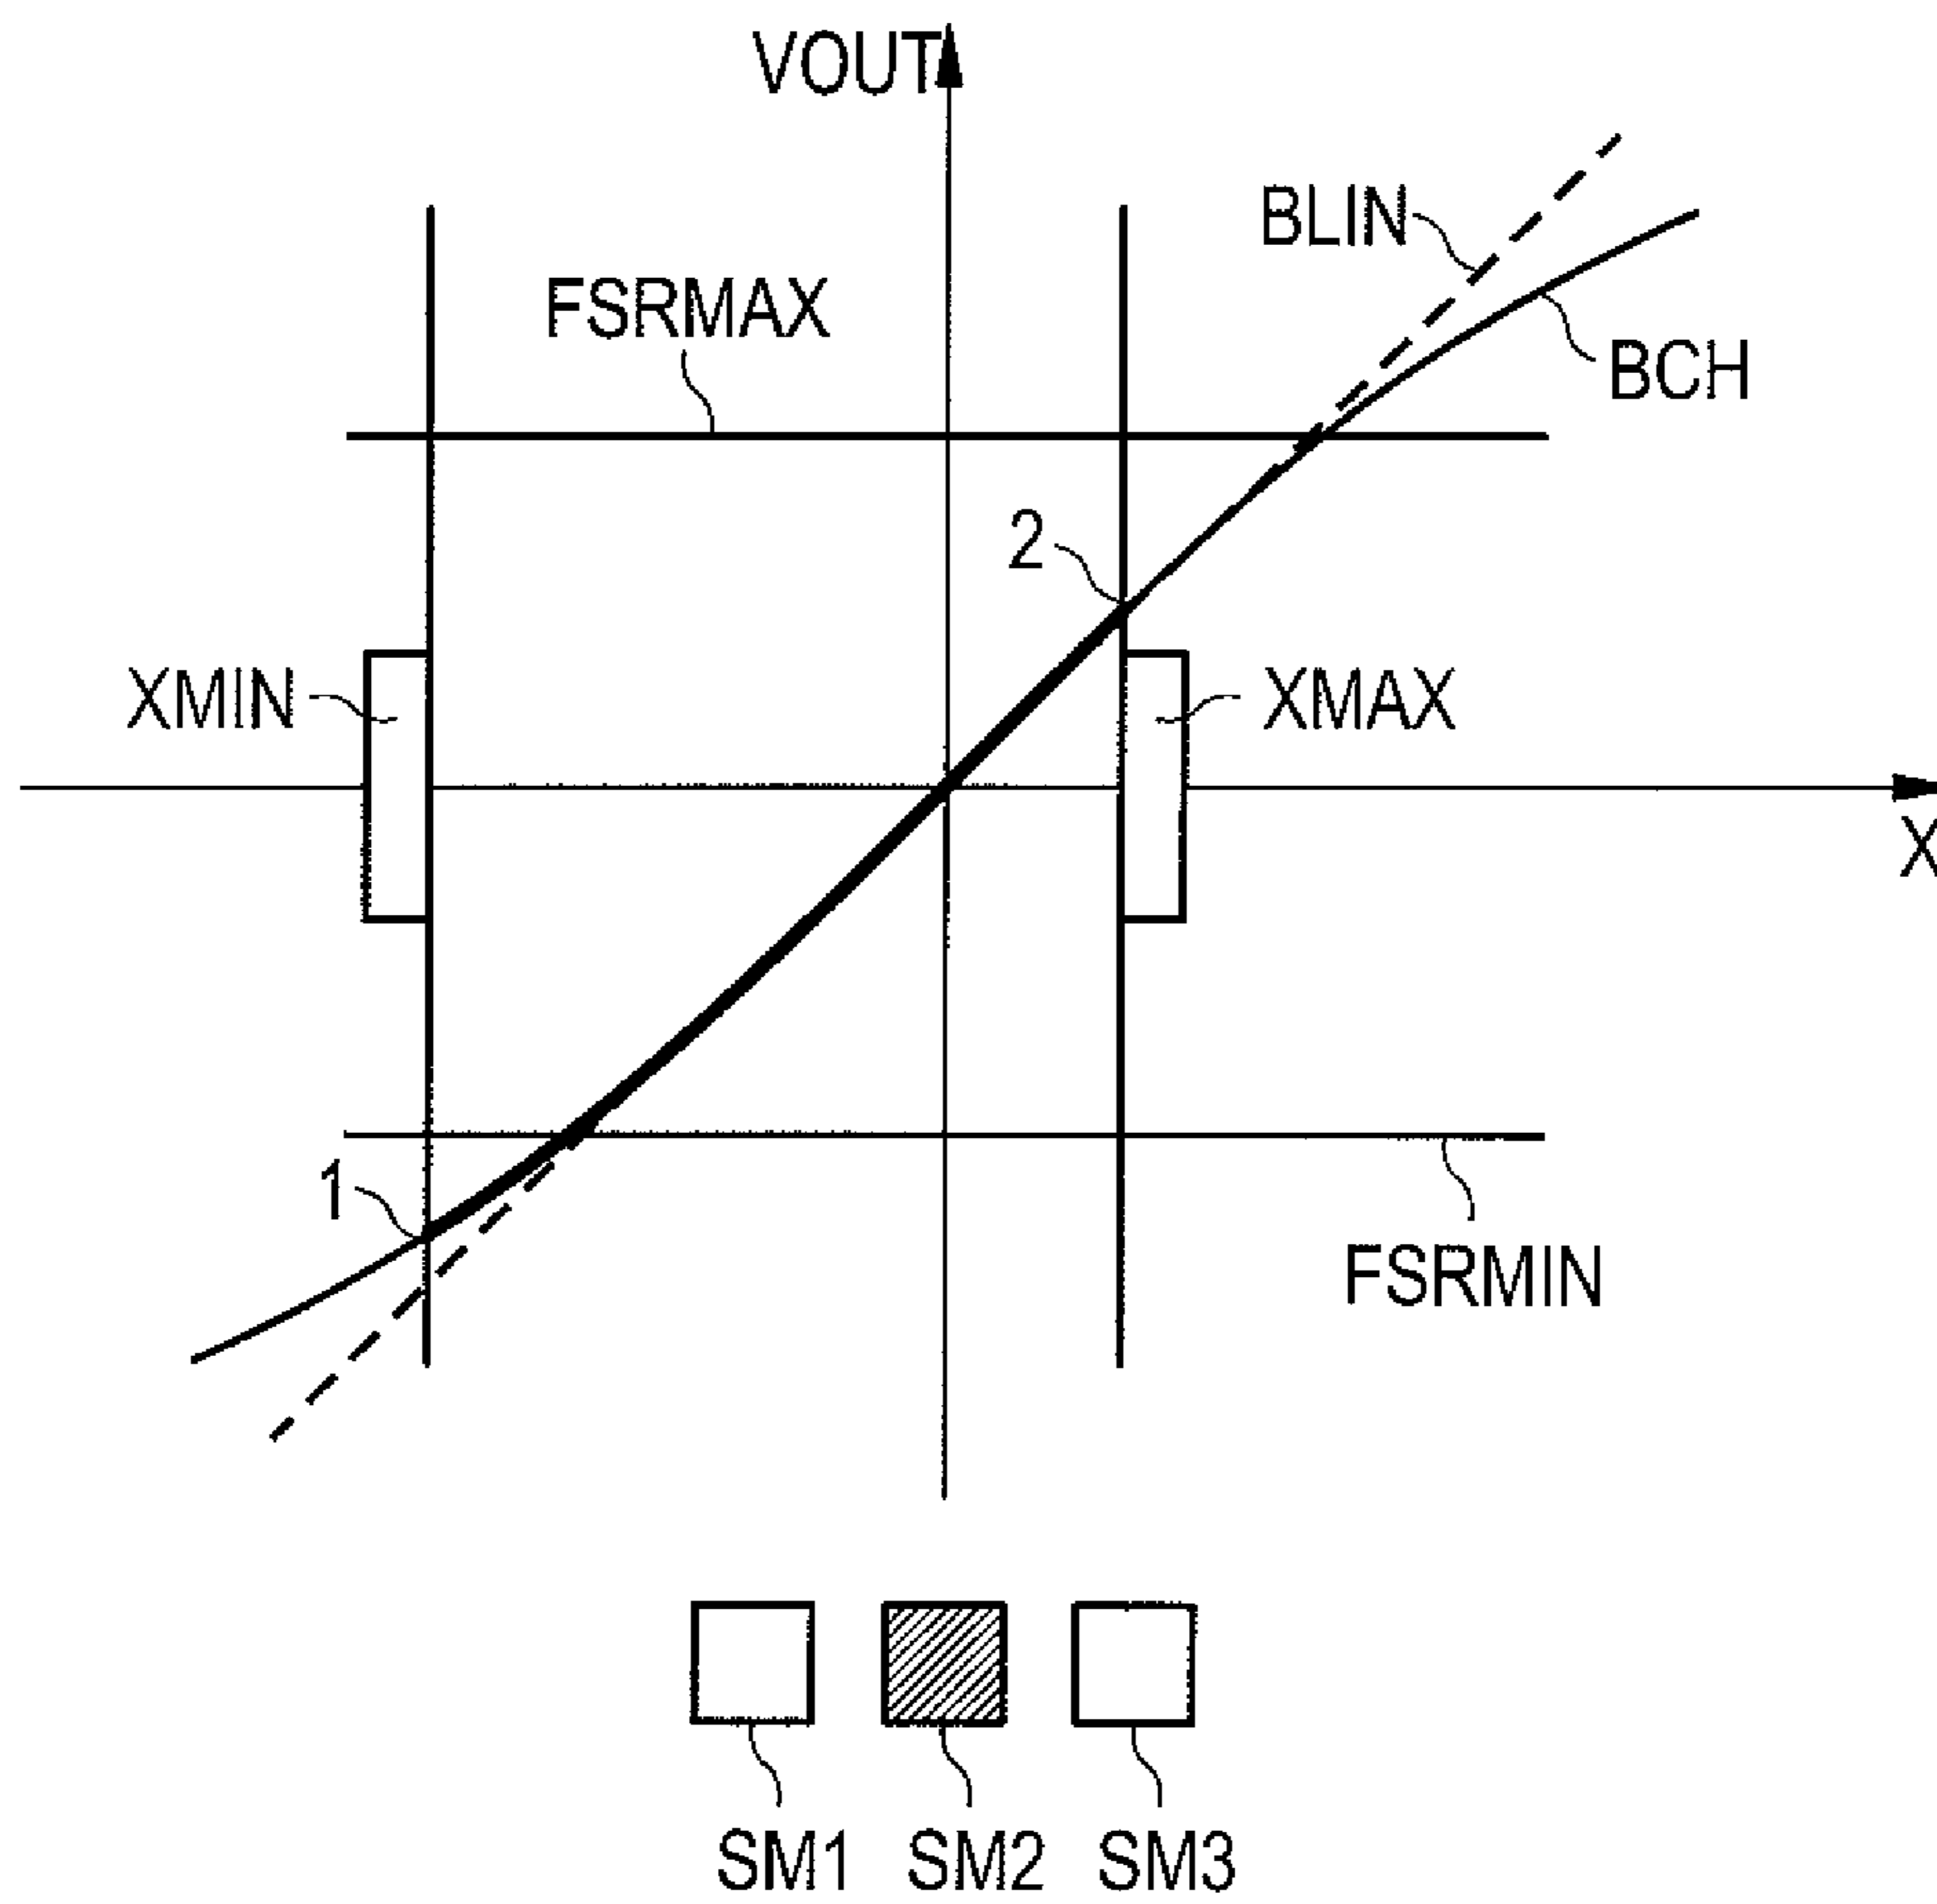 VOUT
BLIN
FSRMAX
BCH
2
XMIN
XMAX
X
1
FSRMIN
SM1
SM2
SM3